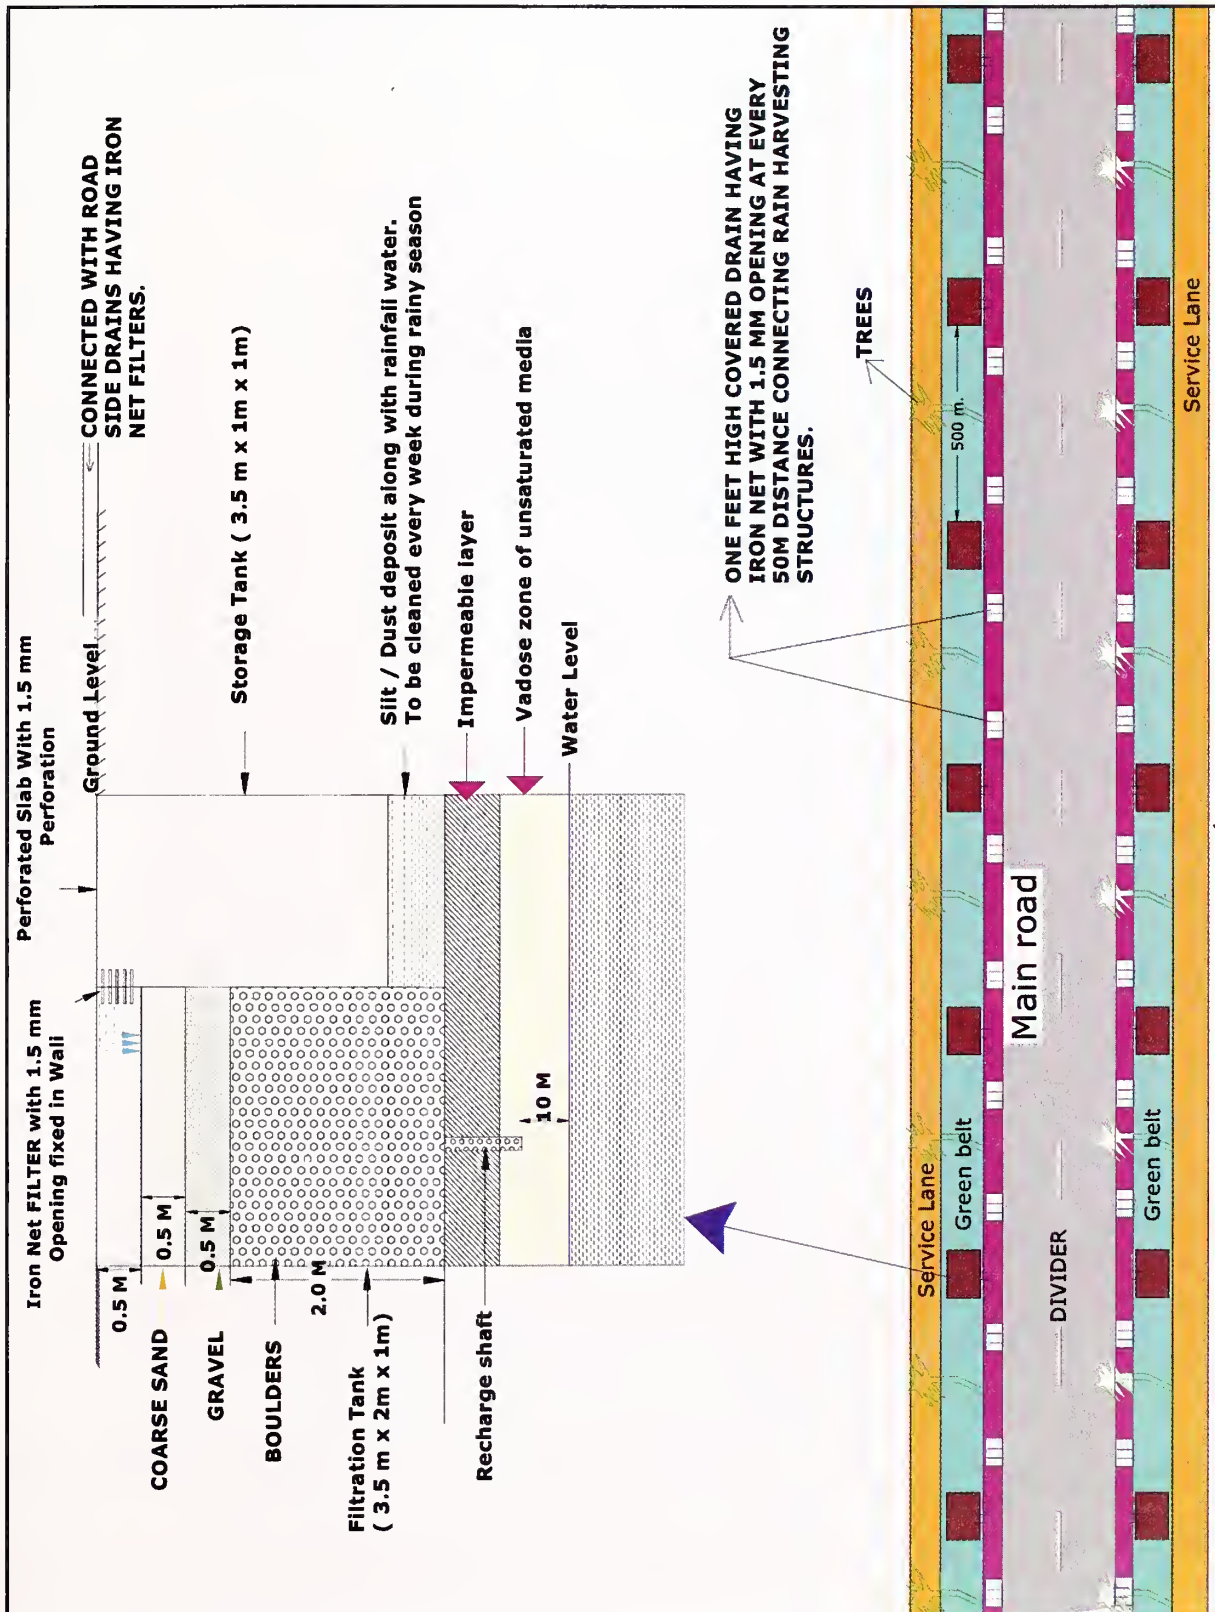 Iron Net FILTER with 1.5 mm
Opening fixed in Wall
Perforated Slab With 1.5 mm
Perforation
Ground Level
CONNECTED WITH ROAD
SIDE DRAINS HAVING IRON
NET FILTERS.
0.5 M
COARSE SAND
0.5 M
GRAVEL
0.5 M
BOULDERS
2.0 M
Filtration Tank
( 3.5 m x 2m x 1m)
Recharge shaft
10 M
Storage Tank ( 3.5 m x 1m x 1m)
Slit / Dust deposit along with rainfall water.
To be cleaned every week during rainy season
Impermeable layer
Vadose zone of unsaturated media
Water Level
ONE FEET HIGH COVERED DRAIN HAVING
IRON NET WITH 1.5 MM OPENING AT EVERY
50M DISTANCE CONNECTING RAIN HARVESTING
STRUCTURES.
TREES
Service Lane
Green belt
500 m.
Main road
DIVIDER
Green belt
Service Lane